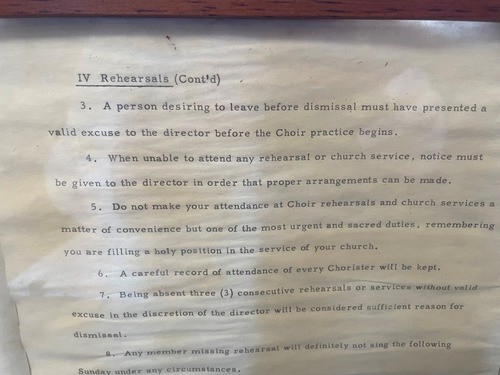 IV Rehearsals (Cont'd)
3. A person desiring to leave before dismissal must have presented a
valid excuse to the director before the Choir practice begins.
4. When unable to attend any rehearsal or church service, notice must
be given to the director in order that proper arrangements can be made.
5. Do not make your attendance at Choir rehearsals and church services a
matter of convenience but one of the most urgent and sacred duties, remembering
you are filling a holy position in the service of your church.
6. A careful record of attendance of every Chorister will be kept.
7. Being absent three (3) consecutive rehearsals or services without valid
excuse in the discretion of the director will be considered sufficient reason for
dismissal.
8. Any member missing rehearsal will definitely not sing the following
Sunday under any circumstances.